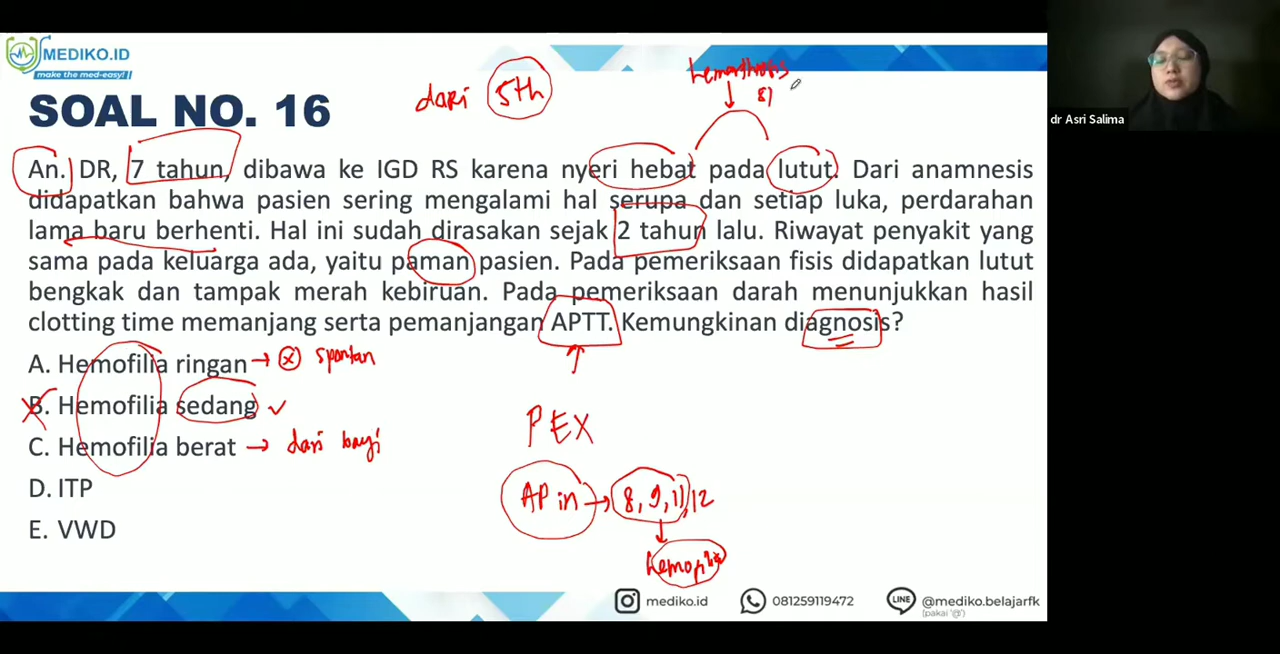 MEDIKO.ID
make the med-easy!
SOAL NO. 16
dari 5th
hemarthrosis
8)
dr Asri Salima
An. DR, 7 tahun, dibawa ke IGD RS karena nyeri hebat pada lutut. Dari anamnesis
didapatkan bahwa pasien sering mengalami hal serupa dan setiap luka, perdarahan
lama baru berhenti. Hal ini sudah dirasakan sejak 2 tahun lalu. Riwayat penyakit yang
sama pada keluarga ada, yaitu paman pasien. Pada pemeriksaan fisis didapatkan lutut
bengkak dan tampak merah kebiruan. Pada pemeriksaan darah menunjukkan hasil
clotting time memanjang serta pemanjangan APTT. Kemungkinan diagnosis?
A. Hemofilia ringan → x spontan
B. Hemofilia sedang ✓
C. Hemofilia berat → dari bayi
D. ITP
E. VWD
PEX
AP in → 8, 9, 11, 12
mediko.id
081259119472
@mediko.belajarfk
(pakai '@')